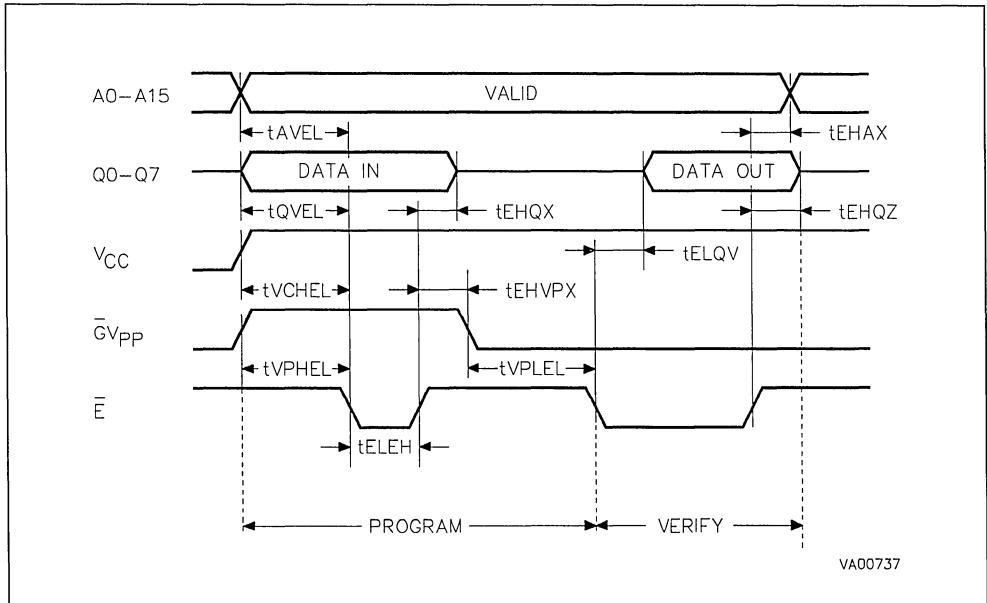 A0-A15
VALID
tAVEL
tEHAX
Q0-Q7
DATA IN
DATA OUT
tQVEL
tEHQX
tEHQZ
VCC
tELQV
tVCHEL
tEHVPX
G̅VPP
tVPHEL
tVPLEL
E̅
tELEH
PROGRAM
VERIFY
VA00737